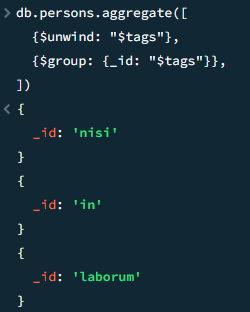 > db.persons.aggregate([
{$unwind: "$tags"},
{$group: {_id: "$tags"}},
])
< {
_id: 'nisi'
}
{
_id: 'in'
}
{
_id: 'laborum'
}